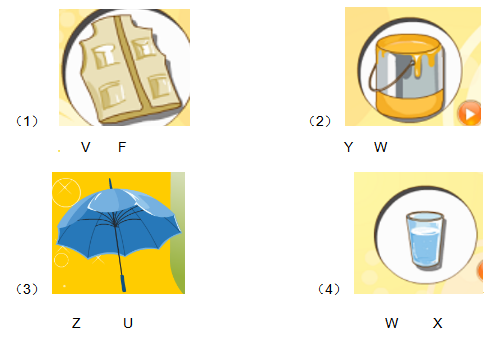 （1）
（2）
V F
Y W
（3）
（4）
Z U
W X